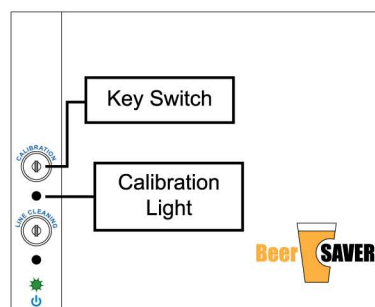 Key Switch
CALIBRATION
Calibration
Light
LINE CLEANING
Beer SAVER